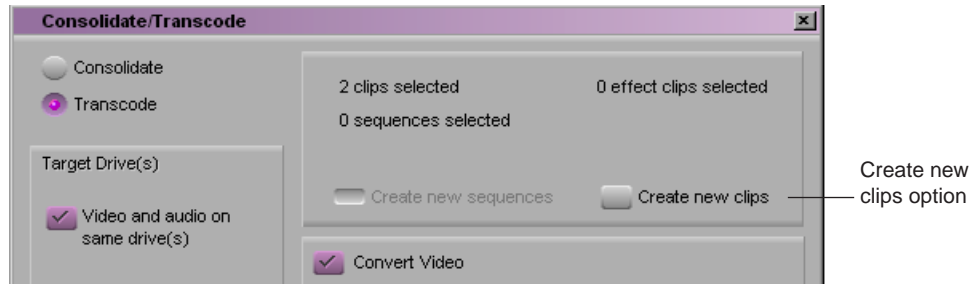 Consolidate/Transcode
Consolidate
Transcode
2 clips selected
0 effect clips selected
0 sequences selected
Target Drive(s)
Video and audio on
same drive(s)
Create new sequences
Create new clips
Create new
clips option
Convert Video